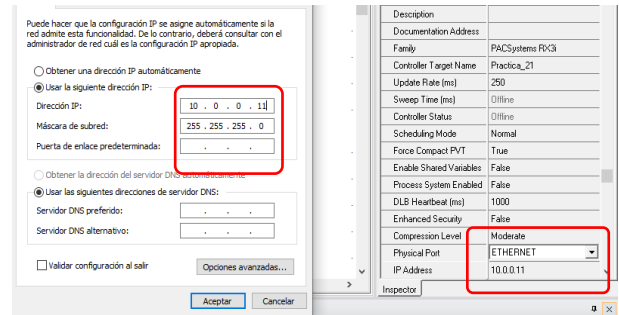 Puede hacer que la configuración IP se asigne automáticamente si la
red admite esta funcionalidad. De lo contrario, deberá consultar con el
administrador de red cuál es la configuración IP apropiada.
Obtener una dirección IP automáticamente
Usar la siguiente dirección IP:
Dirección IP: 10 . 0 . 0 . 11
Máscara de subred: 255 . 255 . 255 . 0
Puerta de enlace predeterminada: . . .
Obtener la dirección del servidor DNS automáticamente
Usar las siguientes direcciones de servidor DNS:
Servidor DNS preferido: . . .
Servidor DNS alternativo: . . .
Validar configuración al salir
Opciones avanzadas...
Aceptar Cancelar
Description
Documentation Address
Family PACSystems RX3i
Controller Target Name Practica_21
Update Rate (ms) 250
Sweep Time (ms) Offline
Controller Status Offline
Scheduling Mode Normal
Force Compact PVT True
Enable Shared Variables False
Process System Enabled False
DLB Heartbeat (ms) 1000
Enhanced Security False
Compression Level Moderate
Physical Port ETHERNET
IP Address 10.0.0.11
Inspector